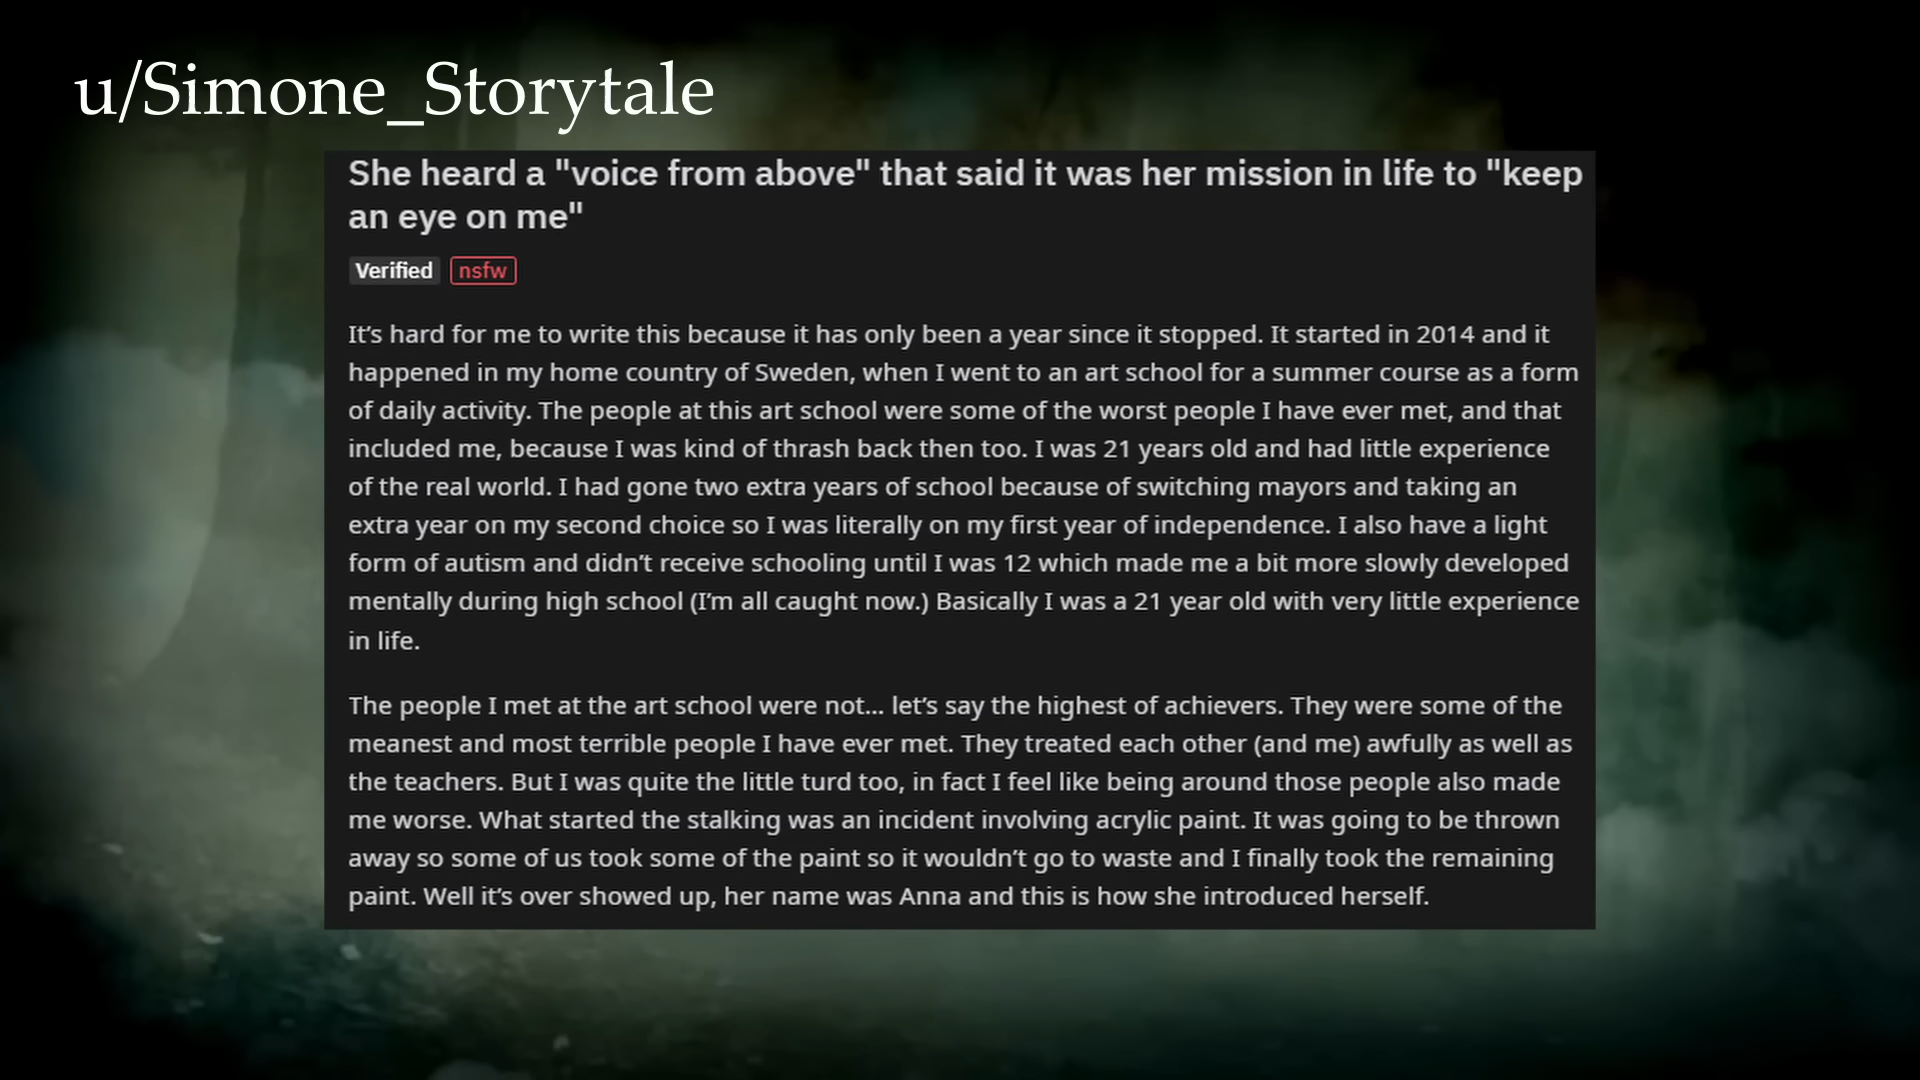 u/Simone_Storytale
She heard a "voice from above" that said it was her mission in life to "keep
an eye on me"
Verified nsfw
It’s hard for me to write this because it has only been a year since it stopped. It started in 2014 and it
happened in my home country of Sweden, when I went to an art school for a summer course as a form
of daily activity. The people at this art school were some of the worst people I have ever met, and that
included me, because I was kind of thrash back then too. I was 21 years old and had little experience
of the real world. I had gone two extra years of school because of switching mayors and taking an
extra year on my second choice so I was literally on my first year of independence. I also have a light
form of autism and didn’t receive schooling until I was 12 which made me a bit more slowly developed
mentally during high school (I’m all caught now.) Basically I was a 21 year old with very little experience
in life.
The people I met at the art school were not… let’s say the highest of achievers. They were some of the
meanest and most terrible people I have ever met. They treated each other (and me) awfully as well as
the teachers. But I was quite the little turd too, in fact I feel like being around those people also made
me worse. What started the stalking was an incident involving acrylic paint. It was going to be thrown
away so some of us took some of the paint so it wouldn’t go to waste and I finally took the remaining
paint. Well it’s over showed up, her name was Anna and this is how she introduced herself.